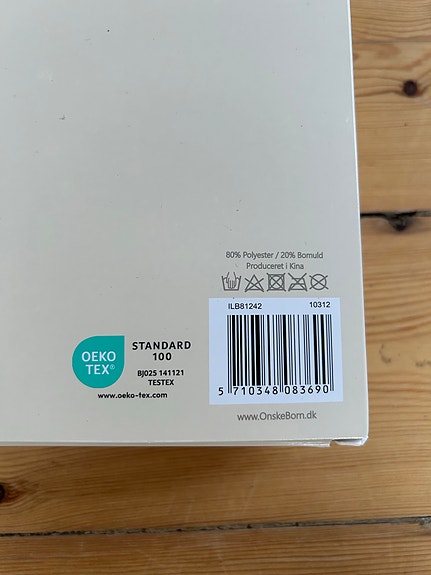 80% Polyester / 20% Bomuld
Produceret i Kina
ILB81242 10312
5 710348 083690
www.OnskeBorn.dk
OEKO
TEX®
STANDARD
100
BJ025 141121
TESTEX
www.oeko-tex.com